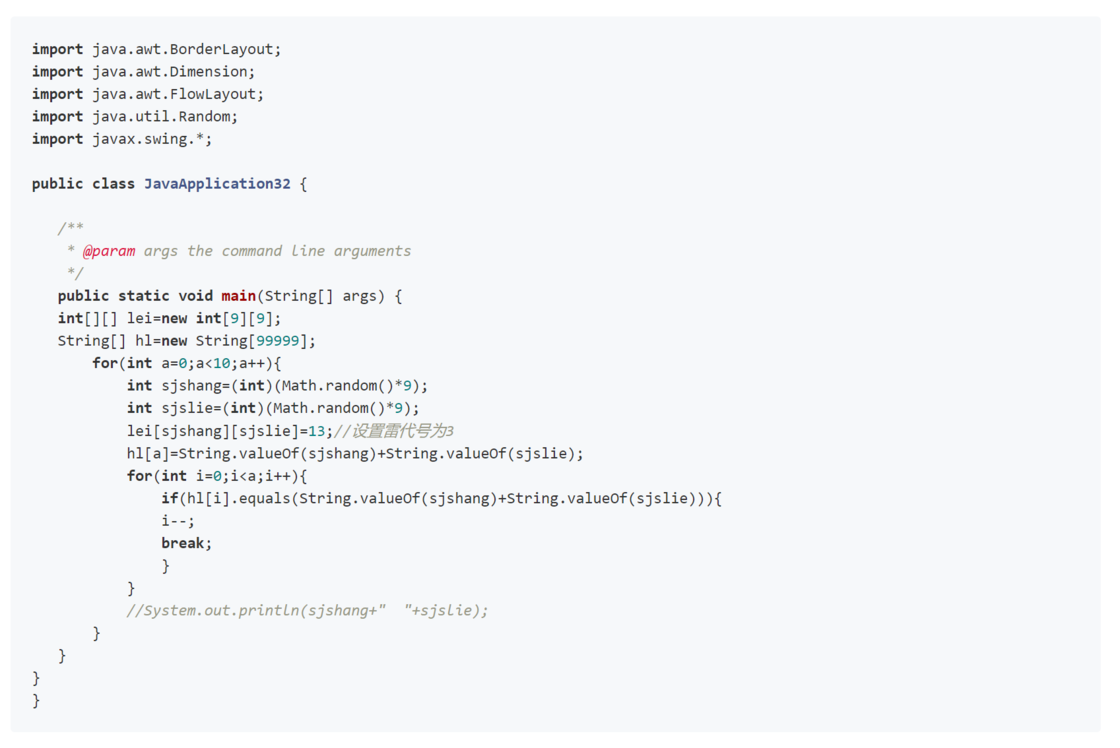 import java.awt.BorderLayout;
import java.awt.Dimension;
import java.awt.FlowLayout;
import java.util.Random;
import javax.swing.*;

public class JavaApplication32 {

   /**
    * @param args the command line arguments
    */
   public static void main(String[] args) {
   int[][] lei=new int[9][9];
   String[] hl=new String[99999];
       for(int a=0;a<10;a++){
           int sjshang=(int)(Math.random()*9);
           int sjslie=(int)(Math.random()*9);
           lei[sjshang][sjslie]=13;//设置雷代号为3
           hl[a]=String.valueOf(sjshang)+String.valueOf(sjslie);
           for(int i=0;i<a;i++){
               if(hl[i].equals(String.valueOf(sjshang)+String.valueOf(sjslie))){
               i--;
               break;
               }
           }
           //System.out.println(sjshang+"  "+sjslie);
       }
   }
}
}